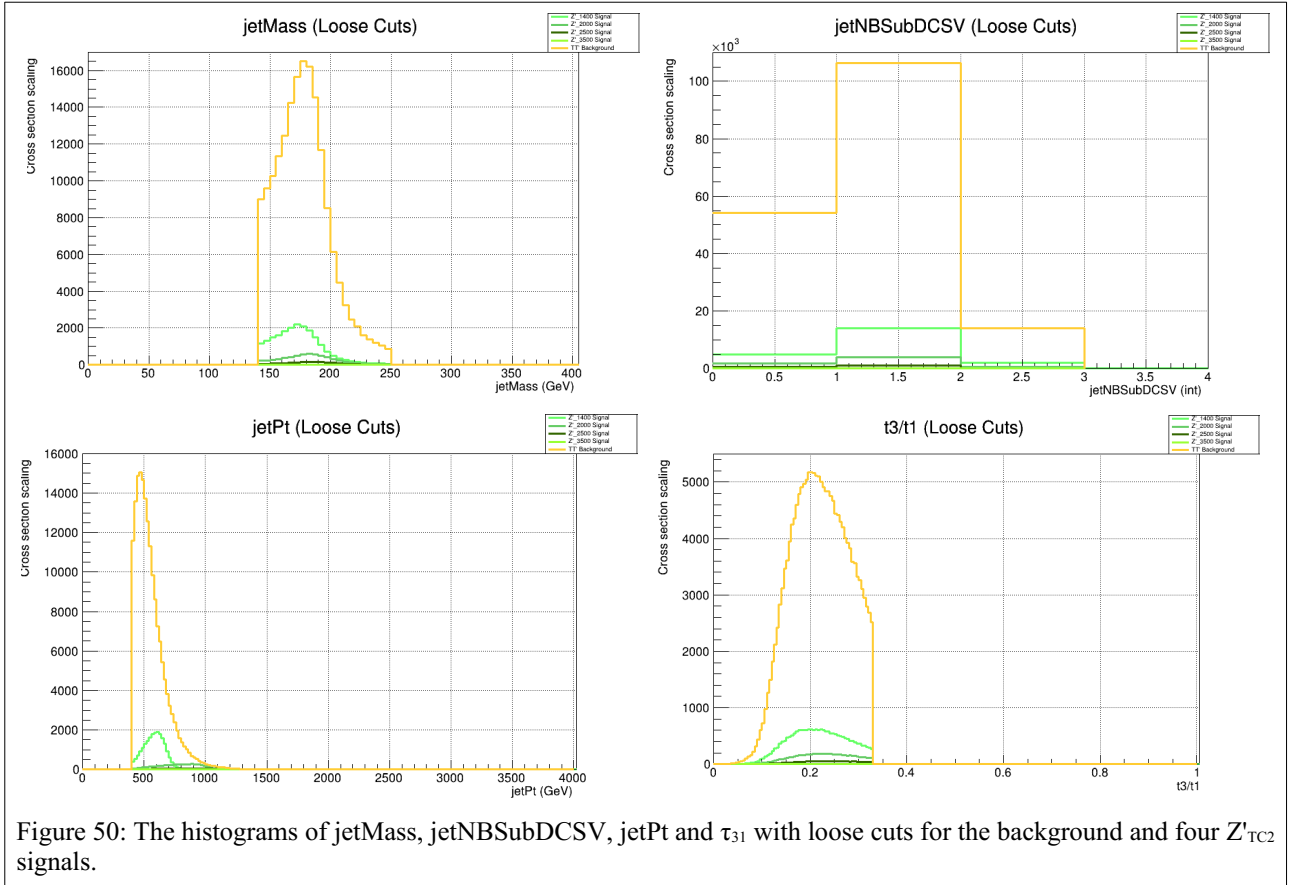 jetMass (Loose Cuts)
Z'_1400 Signal
Z'_2000 Signal
Z'_2500 Signal
Z'_3500 Signal
TT' Background
Cross section scaling
16000
14000
12000
10000
8000
6000
4000
2000
0
0 50 100 150 200 250 300 350 400
jetMass (GeV)
jetNBSubDCSV (Loose Cuts)
Z'_1400 Signal
Z'_2000 Signal
Z'_2500 Signal
Z'_3500 Signal
TT' Background
×10³
Cross section scaling
100
80
60
40
20
0
0 0.5 1 1.5 2 2.5 3 3.5 4
jetNBSubDCSV (int)
jetPt (Loose Cuts)
Z'_1400 Signal
Z'_2000 Signal
Z'_2500 Signal
Z'_3500 Signal
TT' Background
Cross section scaling
16000
14000
12000
10000
8000
6000
4000
2000
0
0 500 1000 1500 2000 2500 3000 3500 4000
jetPt (GeV)
t3/t1 (Loose Cuts)
Z'_1400 Signal
Z'_2000 Signal
Z'_2500 Signal
Z'_3500 Signal
TT' Background
Cross section scaling
5000
4000
3000
2000
1000
0
0 0.2 0.4 0.6 0.8 1
t3/t1
Figure 50: The histograms of jetMass, jetNBSubDCSV, jetPt and τ₃₁ with loose cuts for the background and four Z'TC2
signals.